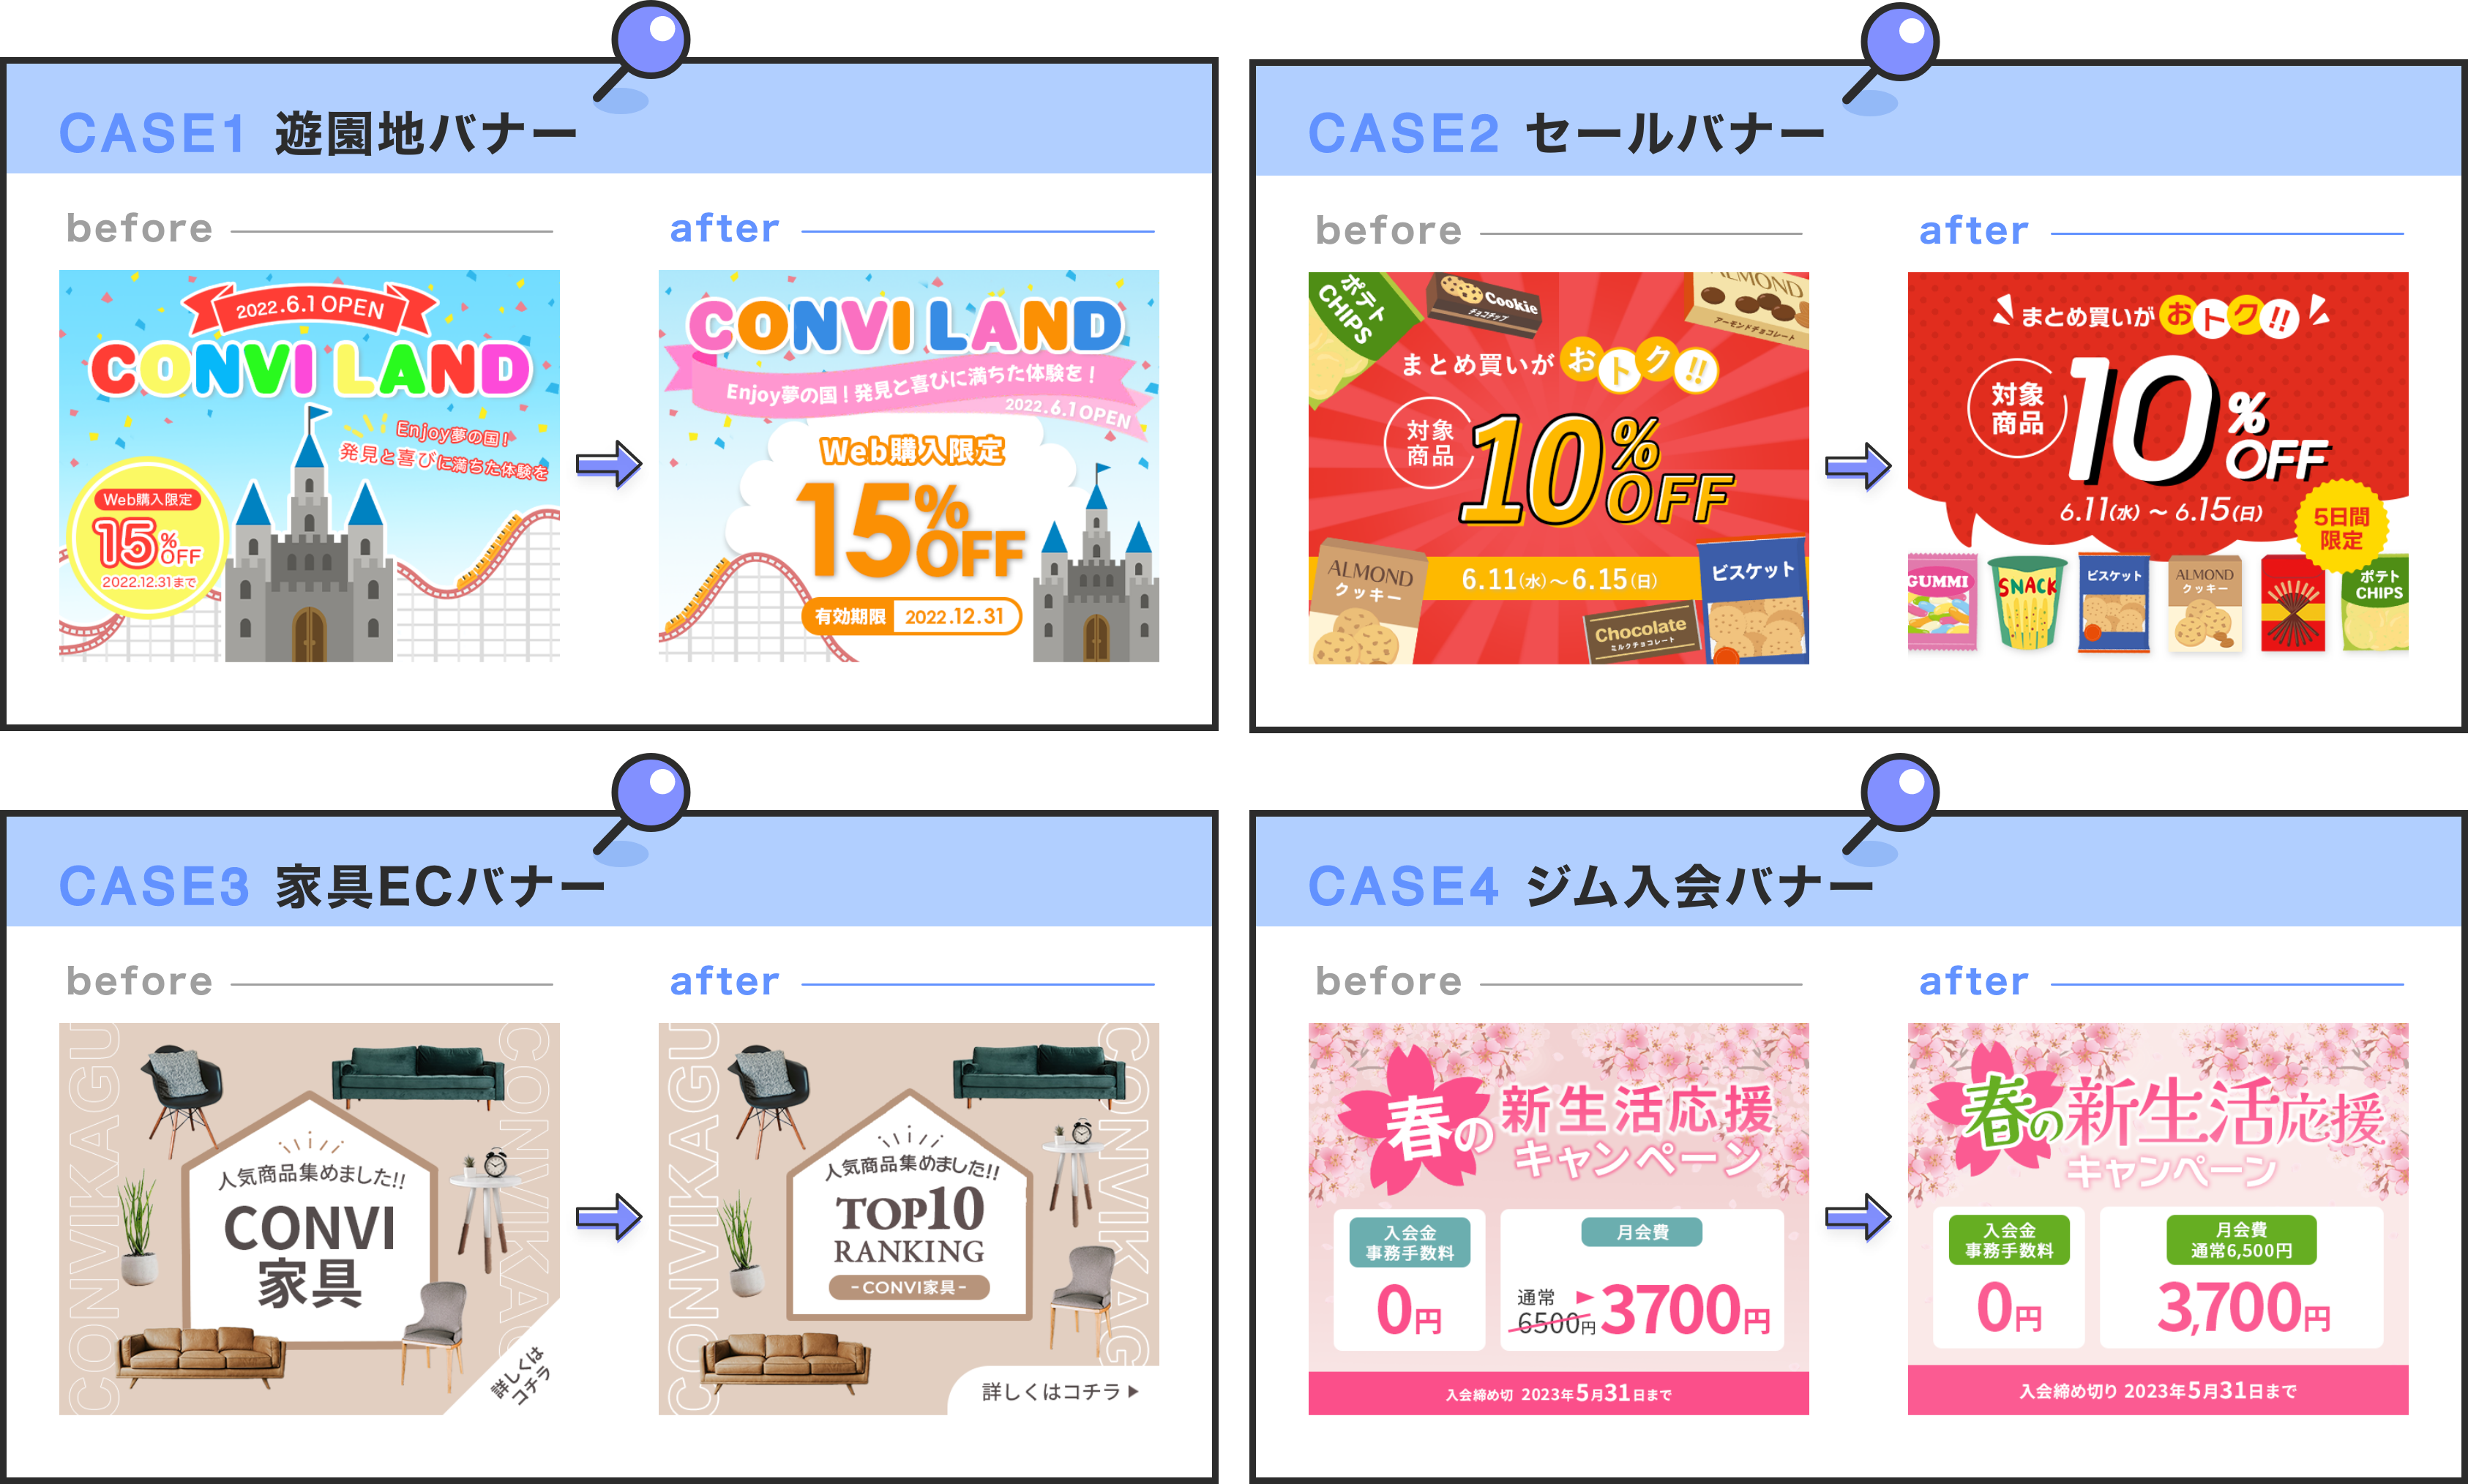 CASE1 遊園地バナー
before
2022.6.1 OPEN
CONVI LAND
Enjoy夢の国!
発見と喜びに満ちた体験を
Web購入限定
15%OFF
2022.12.31まで
after
CONVI LAND
Enjoy夢の国!発見と喜びに満ちた体験を!
2022.6.1 OPEN
Web購入限定
15%OFF
有効期限 2022.12.31
CASE2 セールバナー
before
ポテト
CHIPS
Cookie
チョコチップ
ALMOND
アーモンドチョコレート
まとめ買いが おトク!!
対象
商品
10%OFF
6.11(水)~6.15(日)
ALMOND
クッキー
Chocolate
ミルクチョコレート
ビスケット
after
まとめ買いが おトク!!
対象
商品
10%OFF
6.11(水)~6.15(日)
5日間
限定
GUMMI
SNACK
ビスケット
ALMOND
クッキー
ポテト
CHIPS
CASE3 家具ECバナー
before
CONVIKAGU
CONVIKAG
人気商品集めました!!
CONVI
家具
詳しくは
コチラ
after
CONVIKAGU
CONVIKAG
人気商品集めました!!
TOP10
RANKING
-CONVI家具-
詳しくはコチラ▶
CASE4 ジム入会バナー
before
春の新生活応援
キャンペーン
入会金
事務手数料
0円
月会費
通常
6500円
▶3700円
入会締め切 2023年5月31日まで
after
春の新生活応援
キャンペーン
入会金
事務手数料
0円
月会費
通常6,500円
3,700円
入会締め切り 2023年5月31日まで